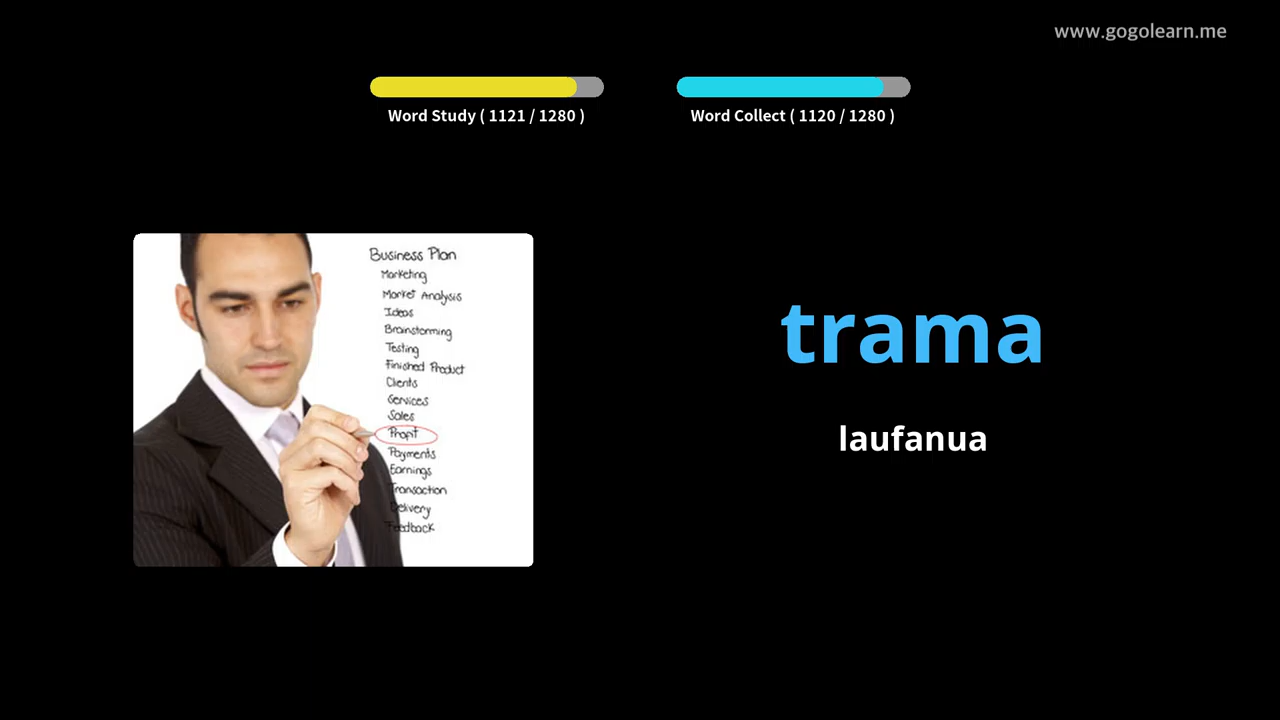 www.gogolearn.me
Word Study ( 1121 / 1280 )
Word Collect ( 1120 / 1280 )
Business Plan
Marketing
Market Analysis
Ideas
Brainstorming
Testing
Finished Product
Clients
Services
Sales
Profit
Payments
Earnings
Transaction
Delivery
Feedback
trama
laufanua